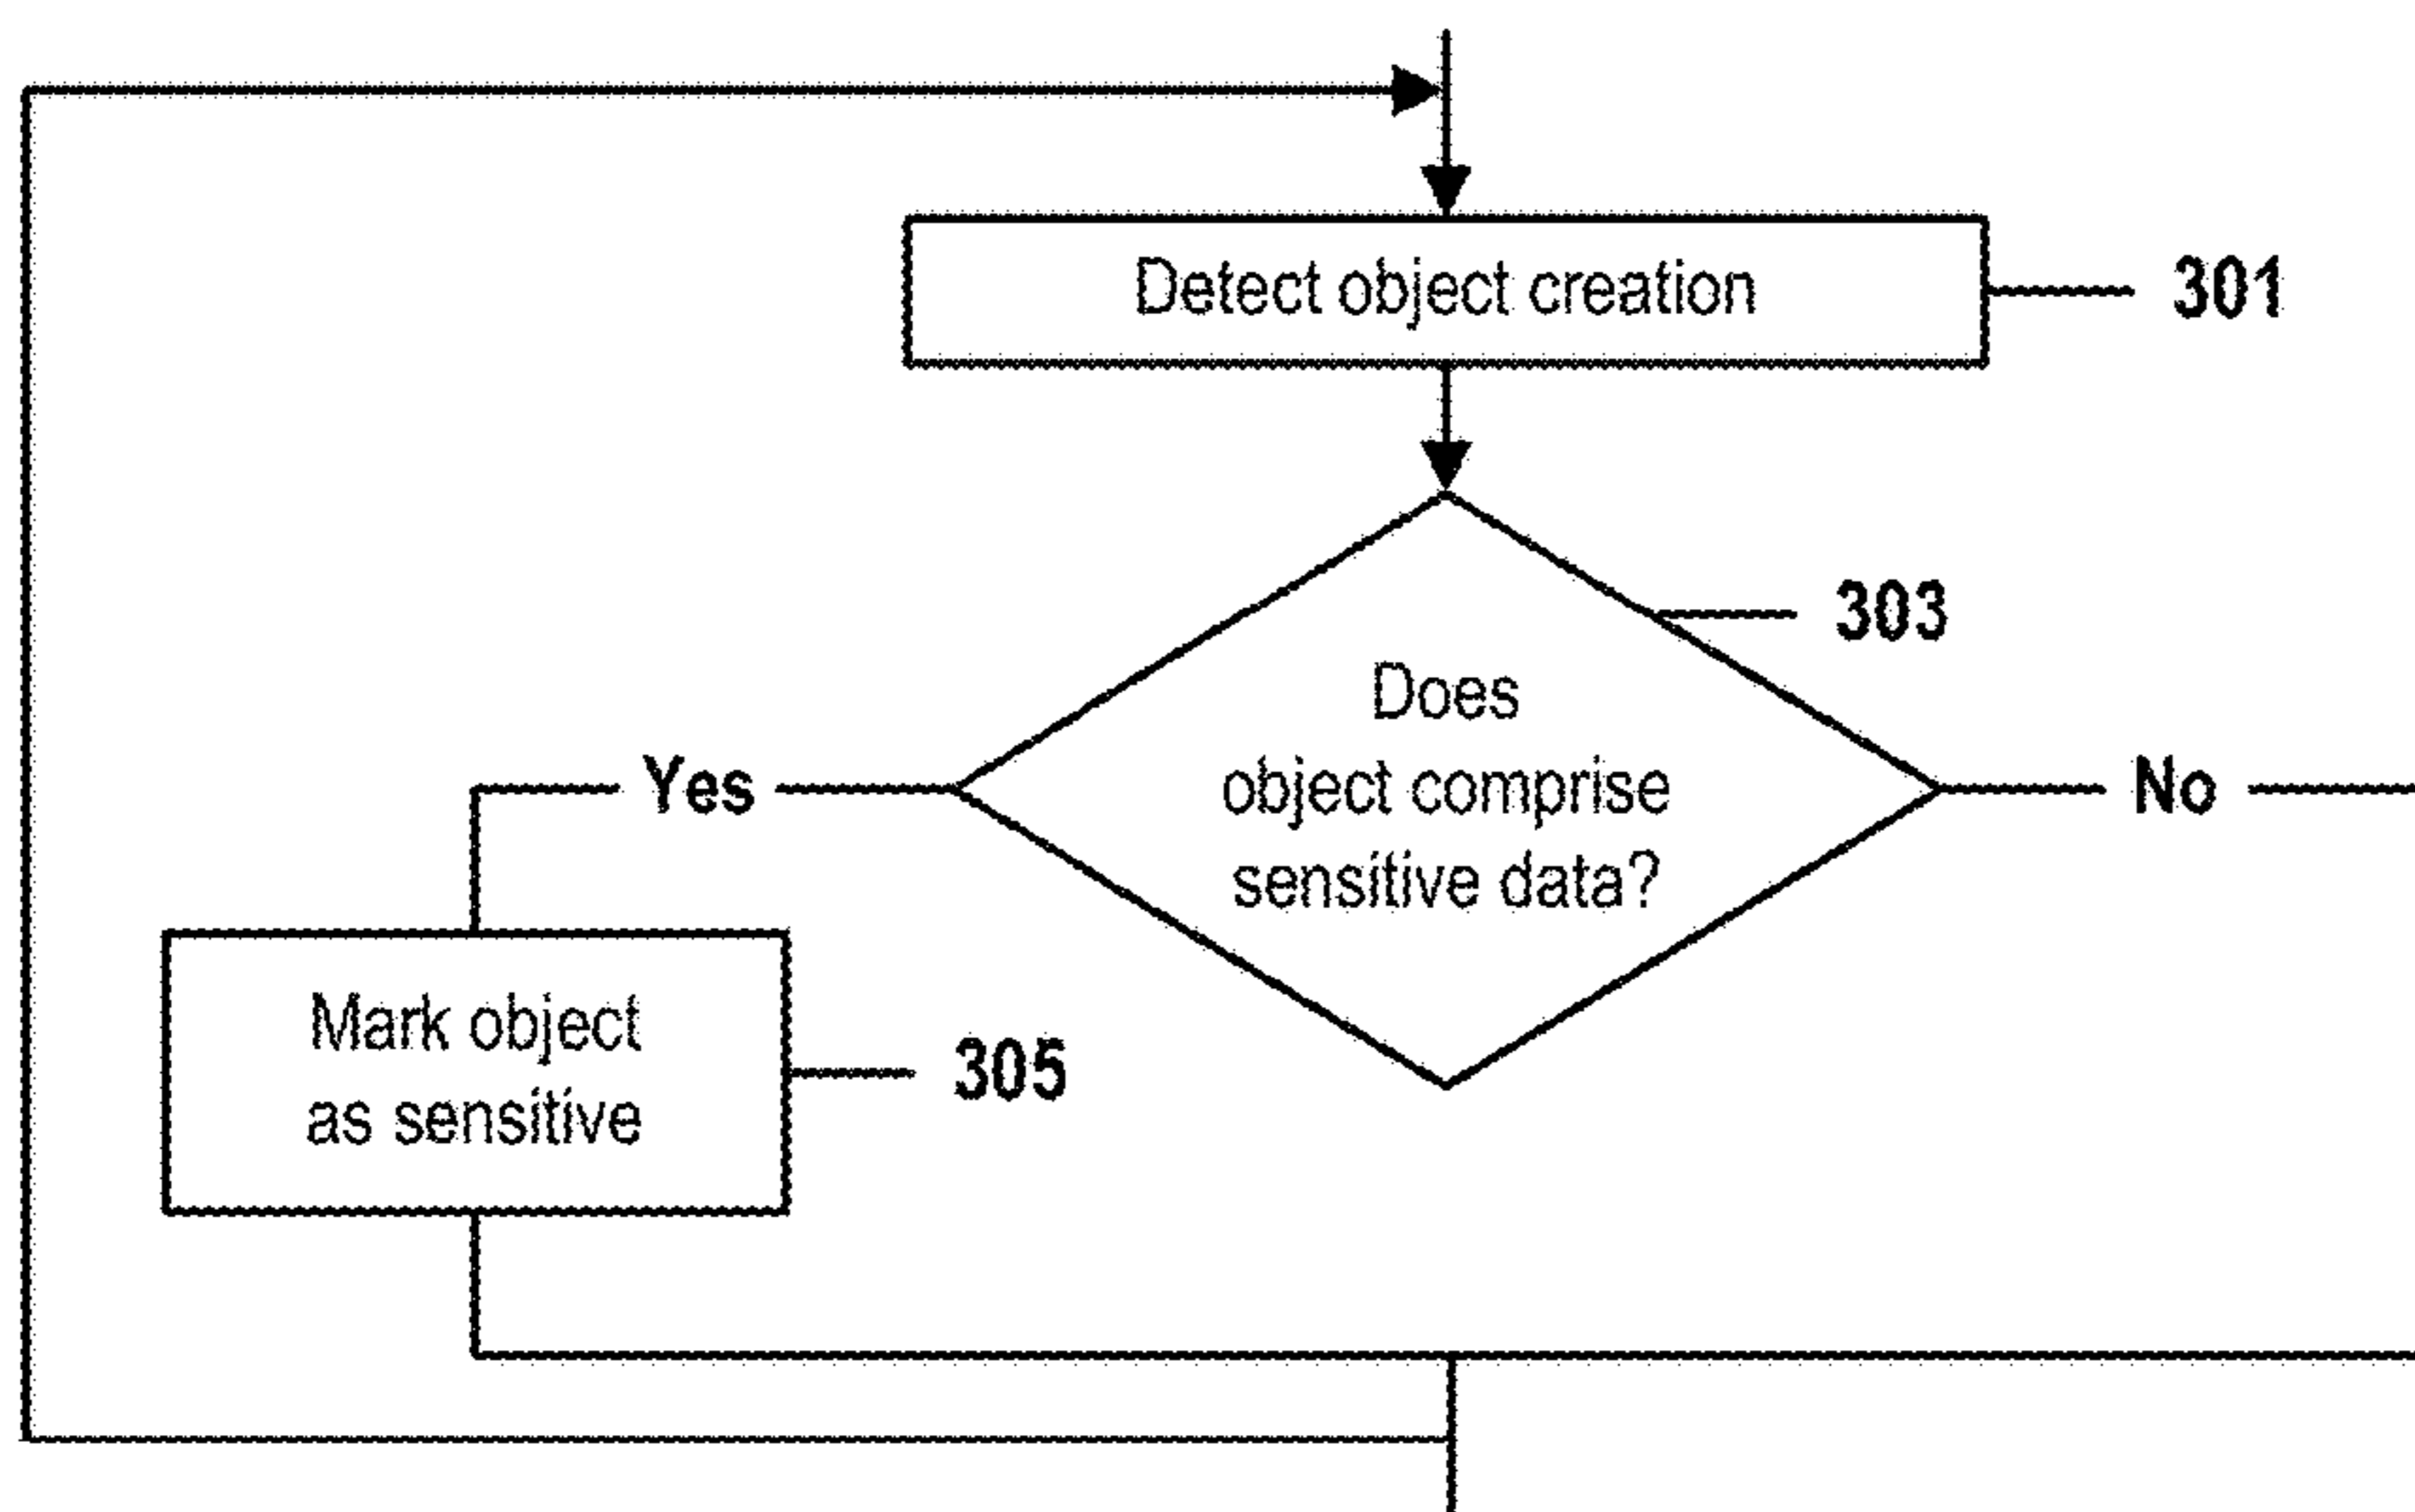 Detect object creation
301
303
Does
object comprise
sensitive data?
Yes
No
Mark object
as sensitive
305